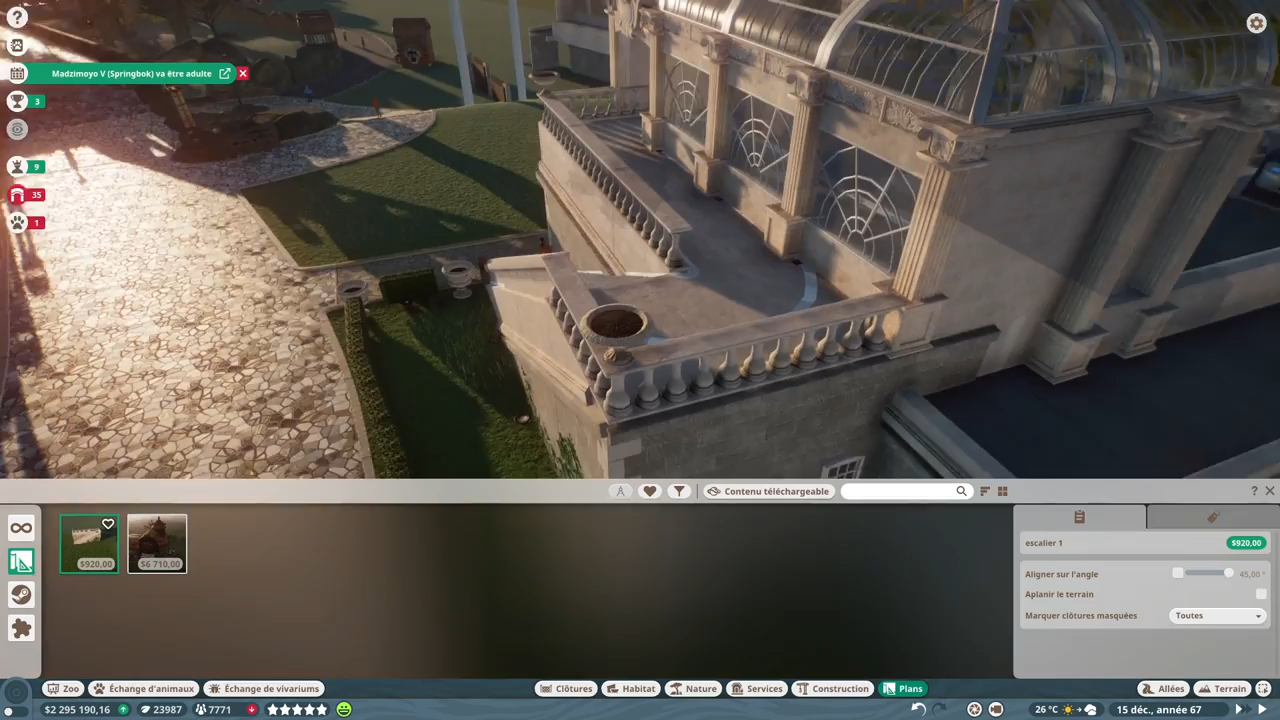 ?
Madzimoyo V (Springbok) va être adulte
3
9
35
1
Contenu téléchargeable
?
$920,00
$6 710,00
escalier 1
$920,00
Aligner sur l'angle
45,00 °
Aplanir le terrain
Marquer clôtures masquées
Toutes
Zoo
Échange d'animaux
Échange de vivariums
Clôtures
Habitat
Nature
Services
Construction
Plans
Allées
Terrain
$2 295 190,16
23987
7771
26 °C
15 déc., année 67